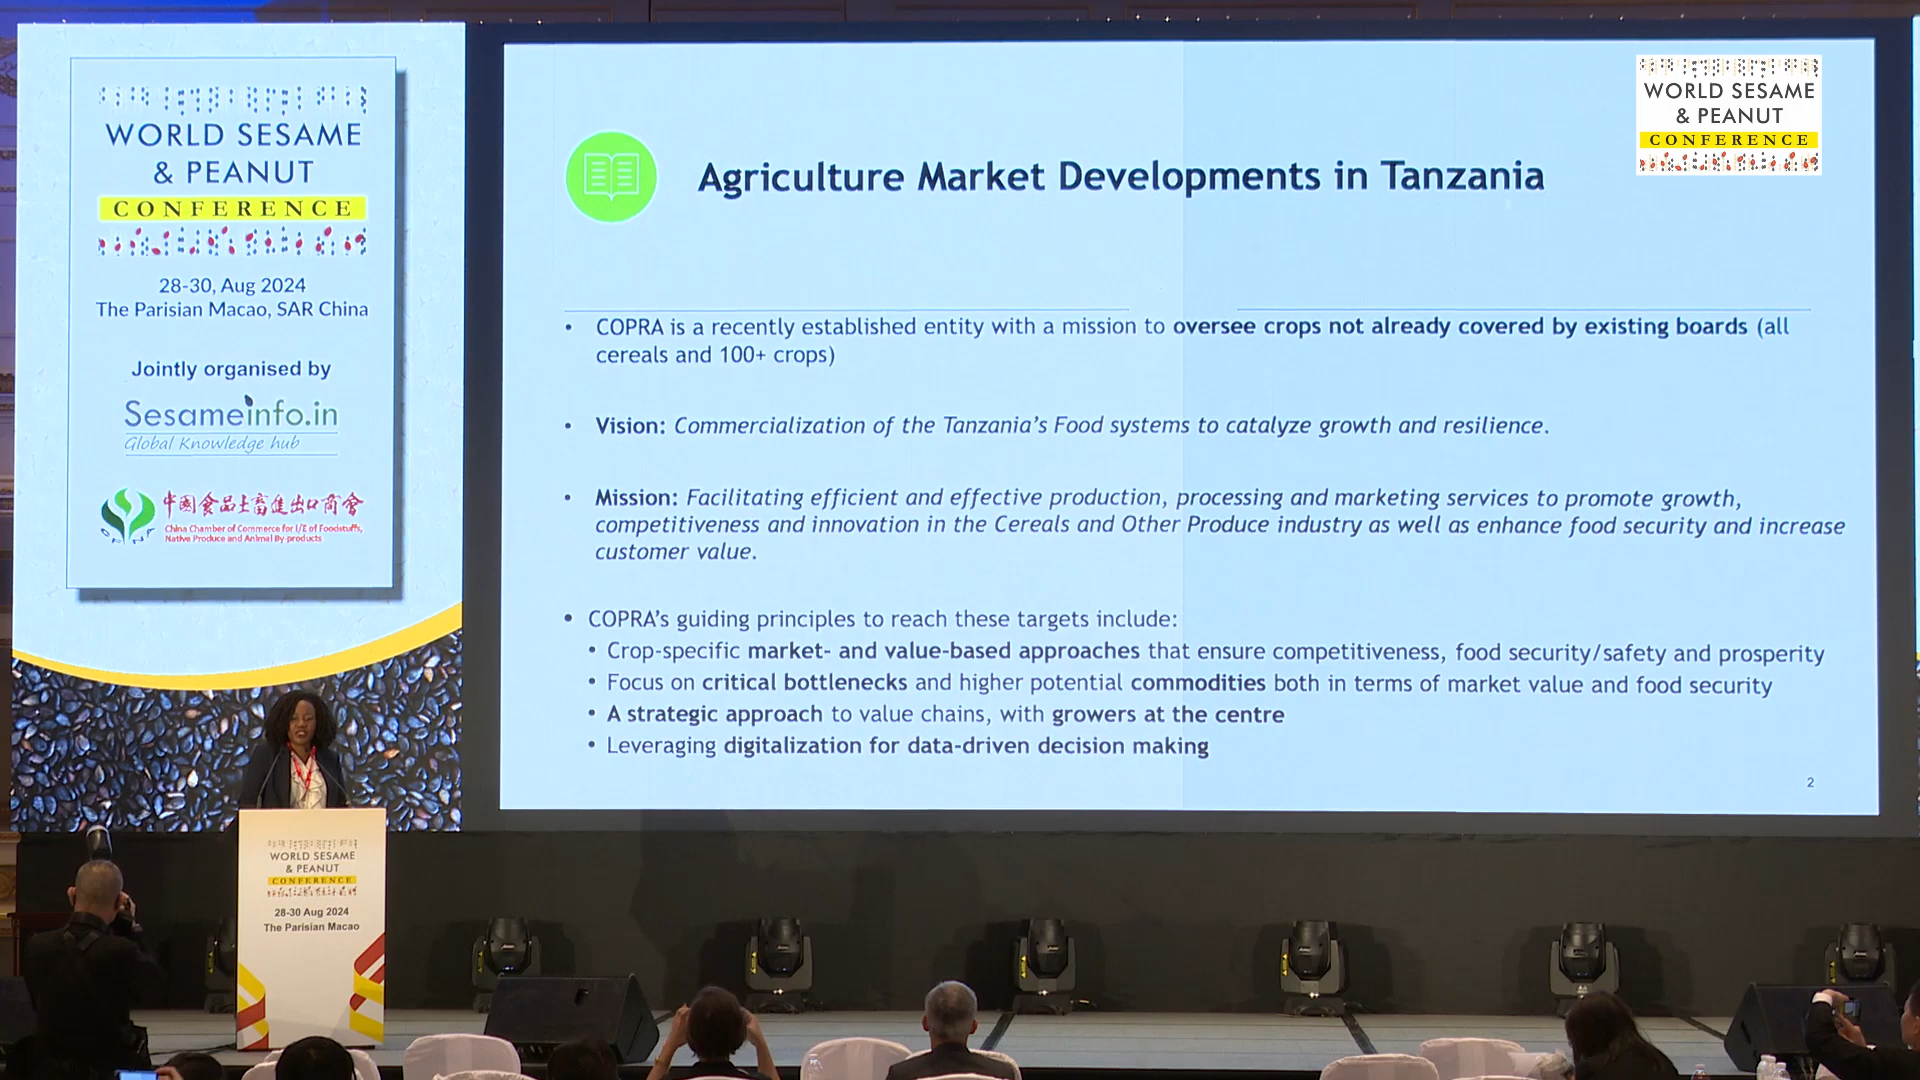 WORLD SESAME
& PEANUT
CONFERENCE
28-30, Aug 2024
The Parisian Macao, SAR China
Jointly organised by
Sesameinfo.in
Global Knowledge hub
中國食品土畜進出口商會
China Chamber of Commerce for I/E of Foodstuffs,
Native Produce and Animal By-products
WORLD SESAME
& PEANUT
CONFERENCE
Agriculture Market Developments in Tanzania
• COPRA is a recently established entity with a mission to oversee crops not already covered by existing boards (all
cereals and 100+ crops)
• Vision: Commercialization of the Tanzania's Food systems to catalyze growth and resilience.
• Mission: Facilitating efficient and effective production, processing and marketing services to promote growth,
competitiveness and innovation in the Cereals and Other Produce industry as well as enhance food security and increase
customer value.
• COPRA's guiding principles to reach these targets include:
• Crop-specific market- and value-based approaches that ensure competitiveness, food security/safety and prosperity
• Focus on critical bottlenecks and higher potential commodities both in terms of market value and food security
• A strategic approach to value chains, with growers at the centre
• Leveraging digitalization for data-driven decision making
2
WORLD SESAME
& PEANUT
CONFERENCE
28-30 Aug 2024
The Parisian Macao